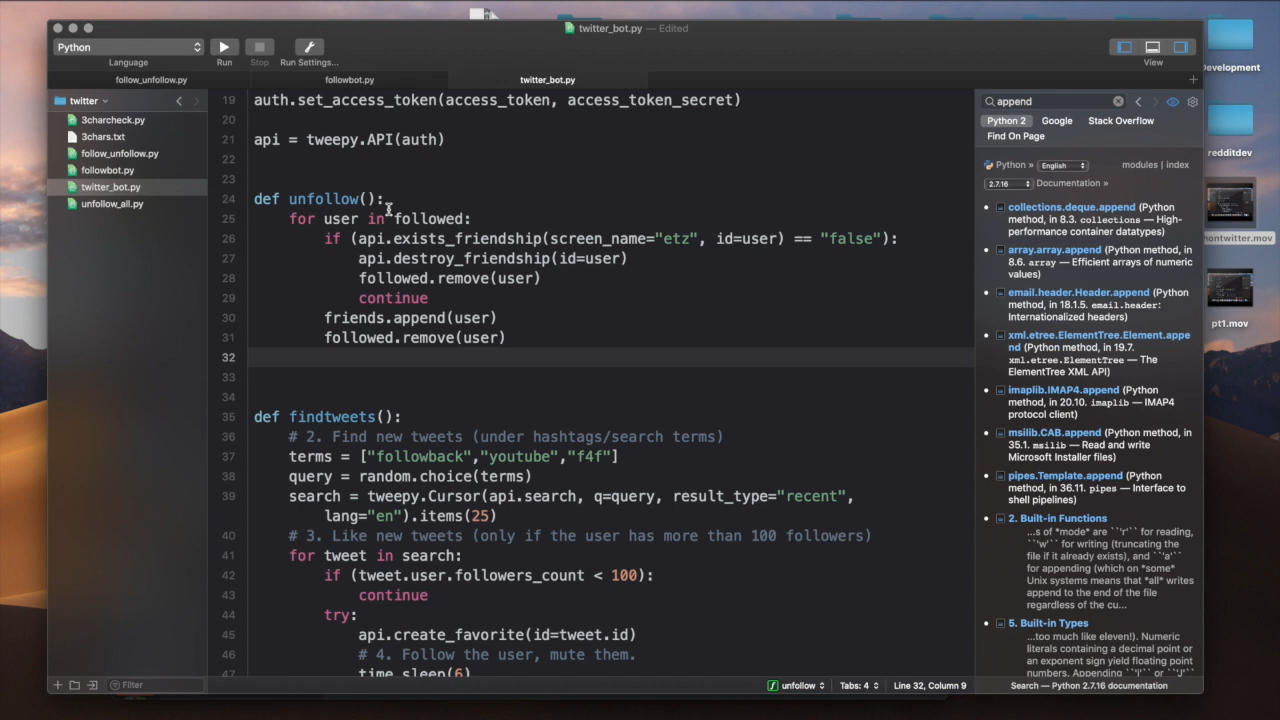 twitter_bot.py — Edited
Python
Language
Run
Stop
Run Settings...
View
follow_unfollow.py
followbot.py
twitter_bot.py
twitter
3charcheck.py
3chars.txt
follow_unfollow.py
followbot.py
twitter_bot.py
unfollow_all.py
Filter
19 auth.set_access_token(access_token, access_token_secret)
20
21 api = tweepy.API(auth)
22
23
24 def unfollow():
25 for user in followed:
26 if (api.exists_friendship(screen_name="etz", id=user) == "false"):
27 api.destroy_friendship(id=user)
28 followed.remove(user)
29 continue
30 friends.append(user)
31 followed.remove(user)
32
33
34
35 def findtweets():
36 # 2. Find new tweets (under hashtags/search terms)
37 terms = ["followback","youtube","f4f"]
38 query = random.choice(terms)
39 search = tweepy.Cursor(api.search, q=query, result_type="recent",
lang="en").items(25)
40 # 3. Like new tweets (only if the user has more than 100 followers)
41 for tweet in search:
42 if (tweet.user.followers_count < 100):
43 continue
44 try:
45 api.create_favorite(id=tweet.id)
46 # 4. Follow the user, mute them.
47 time.sleep(6)
unfollow
Tabs: 4
Line 32, Column 9
append
Python 2
Google
Stack Overflow
Find On Page
Python »
English
modules | index
2.7.16
Documentation »
collections.deque.append (Python
method, in 8.3. collections — High-
performance container datatypes)
array.array.append (Python method, in
8.6. array — Efficient arrays of numeric
values)
email.header.Header.append (Python
method, in 18.1.5. email.header:
Internationalized headers)
xml.etree.ElementTree.Element.appe
nd (Python method, in 19.7.
xml.etree.ElementTree — The
ElementTree XML API)
imaplib.IMAP4.append (Python
method, in 20.10. imaplib — IMAP4
protocol client)
msilib.CAB.append (Python method, in
35.1. msilib — Read and write
Microsoft Installer files)
pipes.Template.append (Python
method, in 36.11. pipes — Interface to
shell pipelines)
2. Built-in Functions
...s of *mode* are ``'r'`` for reading,
``'w'`` for writing (truncating the
file if it already exists), and ``'a'``
for appending (which on *some*
Unix systems means that *all* writes
append to the end of the file
regardless of the cu...
5. Built-in Types
...too much like eleven!). Numeric
literals containing a decimal point or
an exponent sign yield floating point
numbers. Appending ``'l'`` or ``'L'``
Search — Python 2.7.16 documentation
Development
redditdev
hontwitter.mov
pt1.mov